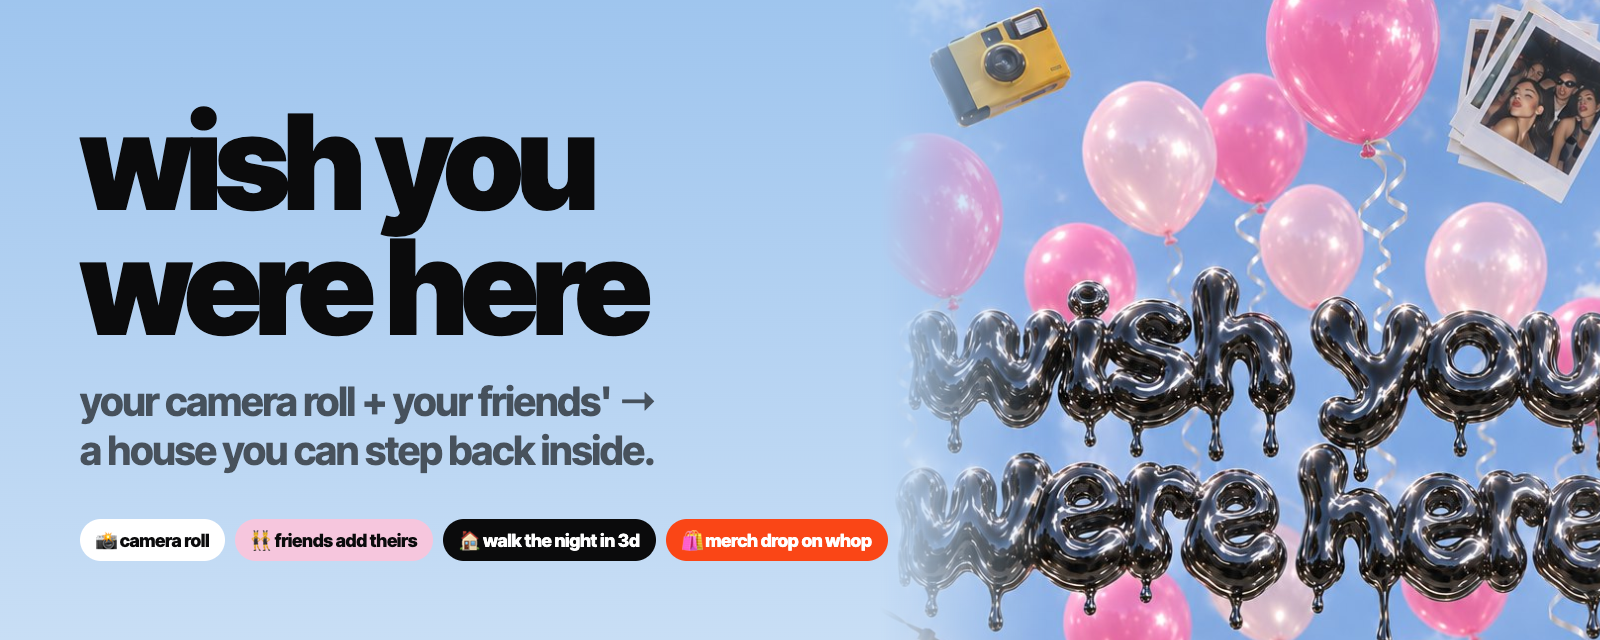 wish you
were here
your camera roll + your friends' →
a house you can step back inside.
📸 camera roll
👯 friends add theirs
🏠 walk the night in 3d
🛍️ merch drop on whop
wish you
were here